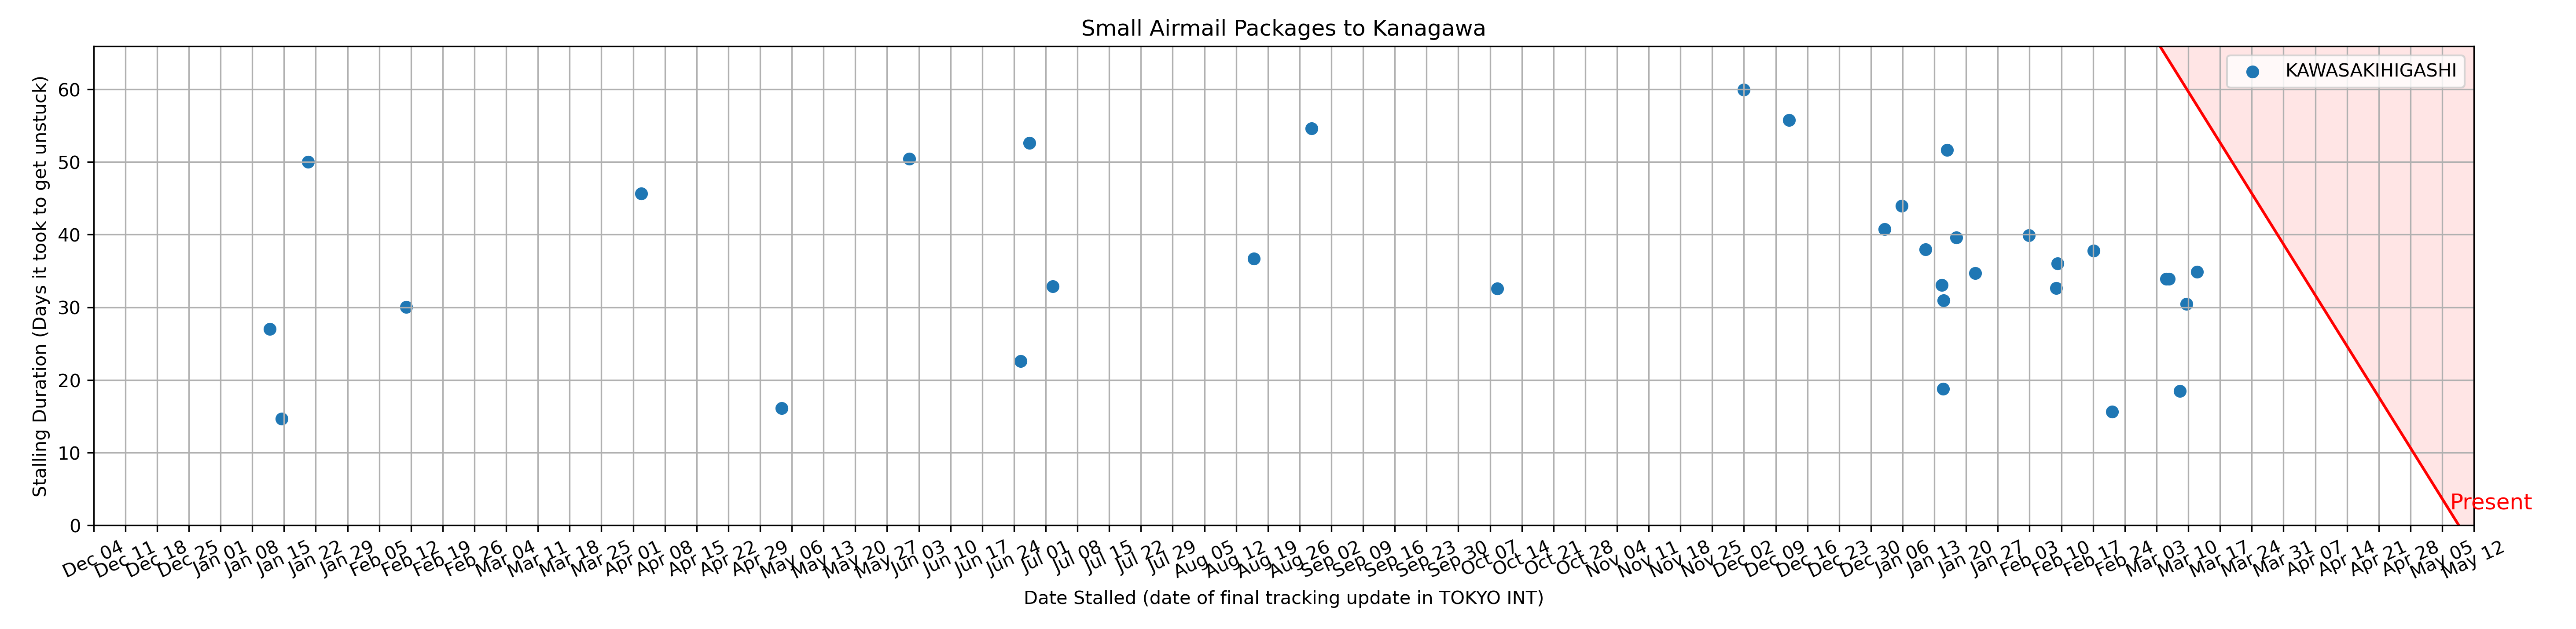 Small Airmail Packages to Kanagawa
KAWASAKIHIGASHI
Stalling Duration (Days it took to get unstuck)
60
50
40
30
20
10
0
Present
Dec 04
Dec 11
Dec 18
Dec 25
Jan 01
Jan 08
Jan 15
Jan 22
Jan 29
Feb 05
Feb 12
Feb 19
Feb 26
Mar 04
Mar 11
Mar 18
Mar 25
Apr 01
Apr 08
Apr 15
Apr 22
Apr 29
May 06
May 13
May 20
May 27
Jun 03
Jun 10
Jun 17
Jun 24
Jul 01
Jul 08
Jul 15
Jul 22
Jul 29
Aug 05
Aug 12
Aug 19
Aug 26
Sep 02
Sep 09
Sep 16
Sep 23
Sep 30
Oct 07
Oct 14
Oct 21
Oct 28
Nov 04
Nov 11
Nov 18
Nov 25
Dec 02
Dec 09
Dec 16
Dec 23
Dec 30
Jan 06
Jan 13
Jan 20
Jan 27
Feb 03
Feb 10
Feb 17
Feb 24
Mar 03
Mar 10
Mar 17
Mar 24
Mar 31
Apr 07
Apr 14
Apr 21
Apr 28
May 05
May 12
Date Stalled (date of final tracking update in TOKYO INT)